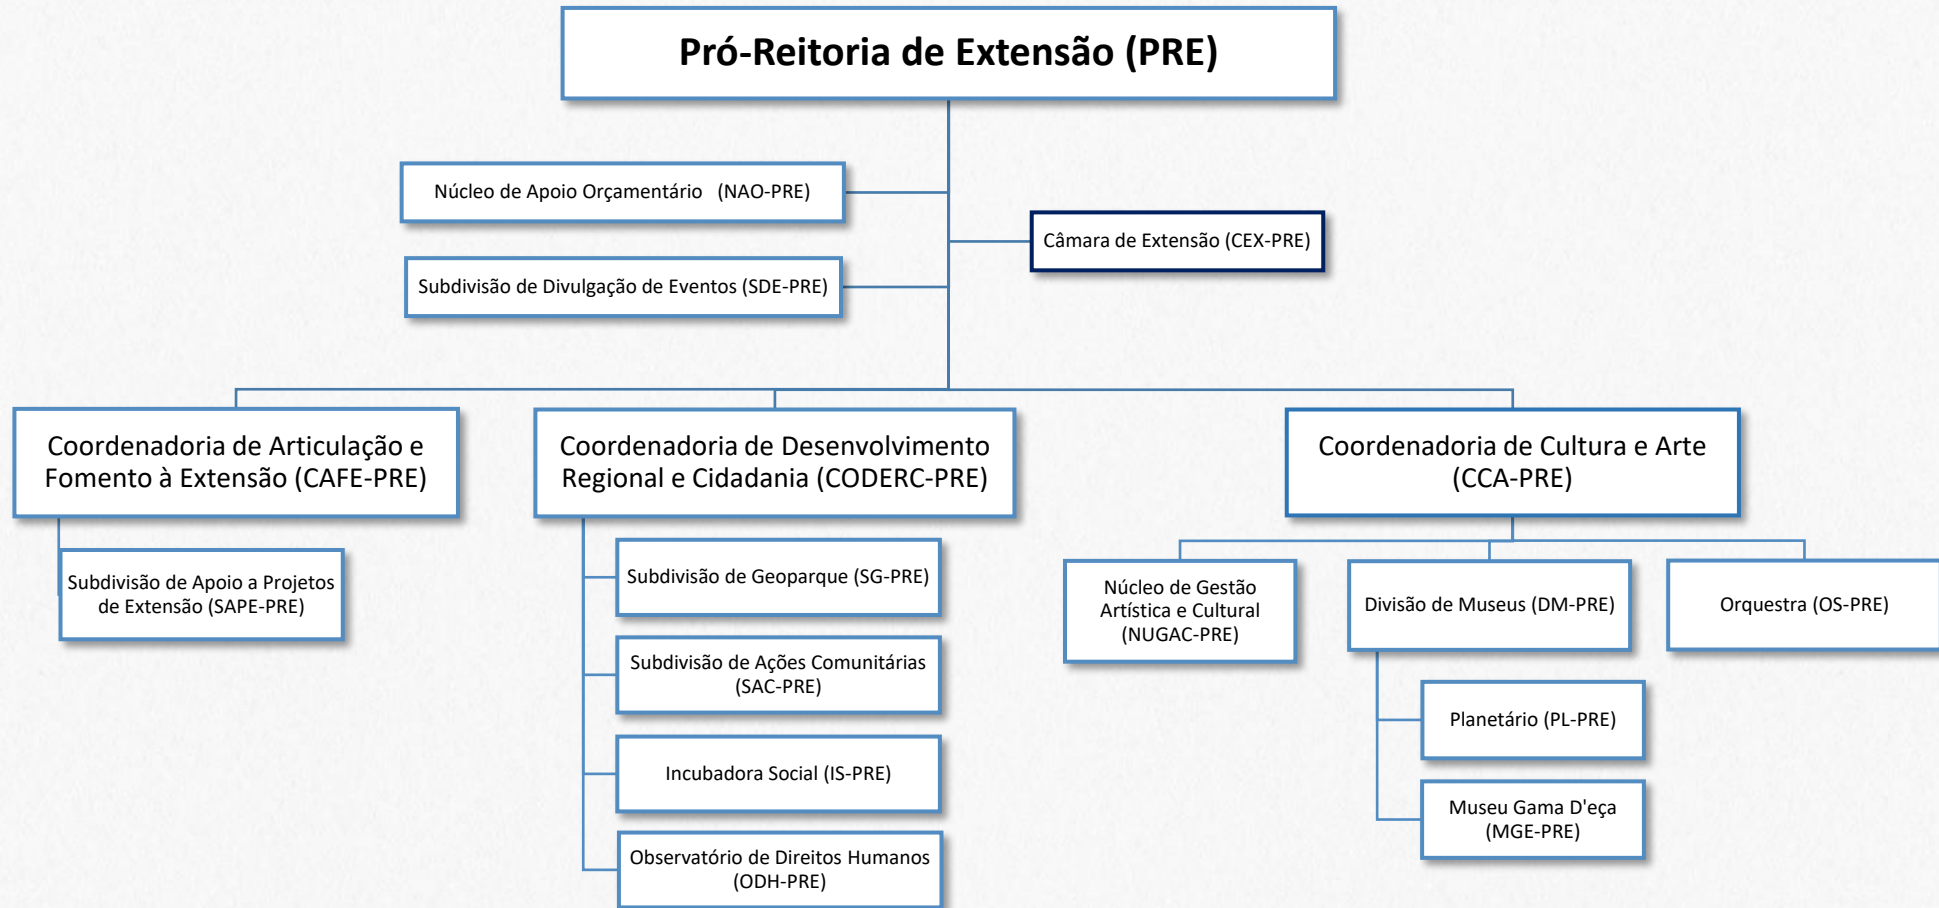 Pró-Reitoria de Extensão (PRE)
Núcleo de Apoio Orçamentário (NAO-PRE)
Câmara de Extensão (CEX-PRE)
Subdivisão de Divulgação de Eventos (SDE-PRE)
Coordenadoria de Articulação e
Fomento à Extensão (CAFE-PRE)
Subdivisão de Apoio a Projetos
de Extensão (SAPE-PRE)
Coordenadoria de Desenvolvimento
Regional e Cidadania (CODERC-PRE)
Subdivisão de Geoparque (SG-PRE)
Subdivisão de Ações Comunitárias
(SAC-PRE)
Incubadora Social (IS-PRE)
Observatório de Direitos Humanos
(ODH-PRE)
Coordenadoria de Cultura e Arte
(CCA-PRE)
Núcleo de Gestão
Artística e Cultural
(NUGAC-PRE)
Divisão de Museus (DM-PRE)
Planetário (PL-PRE)
Museu Gama D'eça
(MGE-PRE)
Orquestra (OS-PRE)